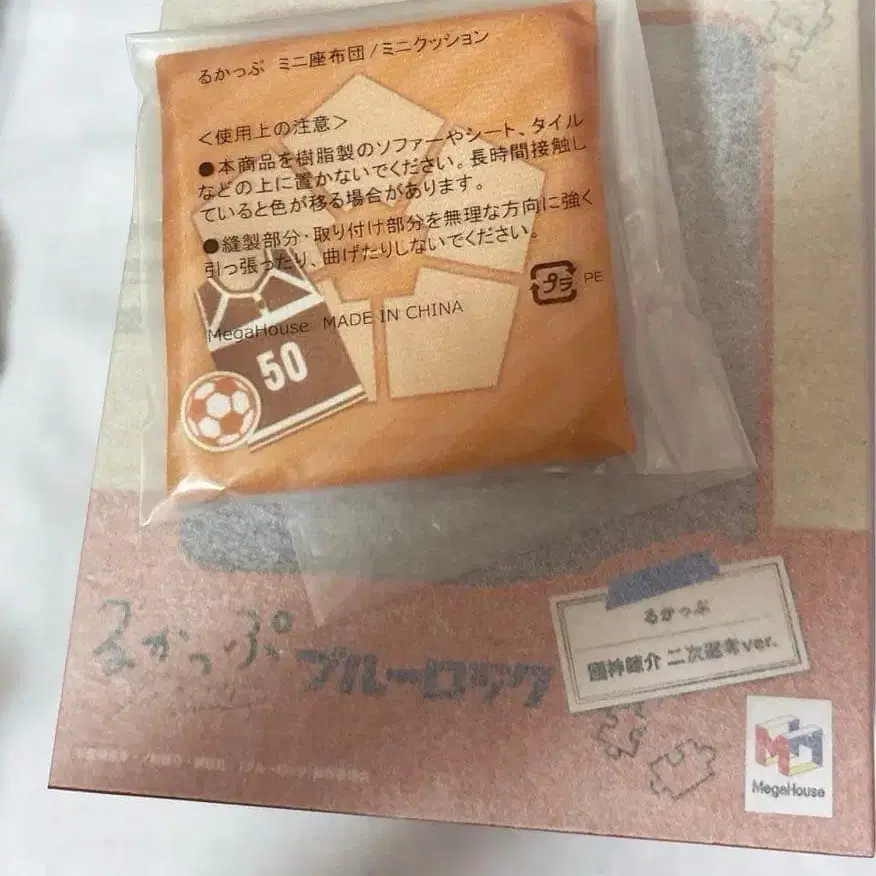 るかっぷ ミニ座布団/ミニクッション
<使用上の注意>
●本商品を樹脂製のソファーやシート、タイル
などの上に置かないでください。長時間接触し
ていると色が移る場合があります。
●縫製部分・取り付け部分を無理な方向に強く
引っ張ったり、曲げたりしないでください。
プラ PE
MegaHouse MADE IN CHINA
50
るかっぷ
國神錬介 二次選考ver.
るかっぷ ブルーロック
MegaHouse